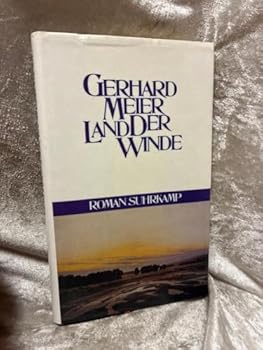 GERHARD
MEIER
LAND DER
WINDE
ROMAN SUHRKAMP